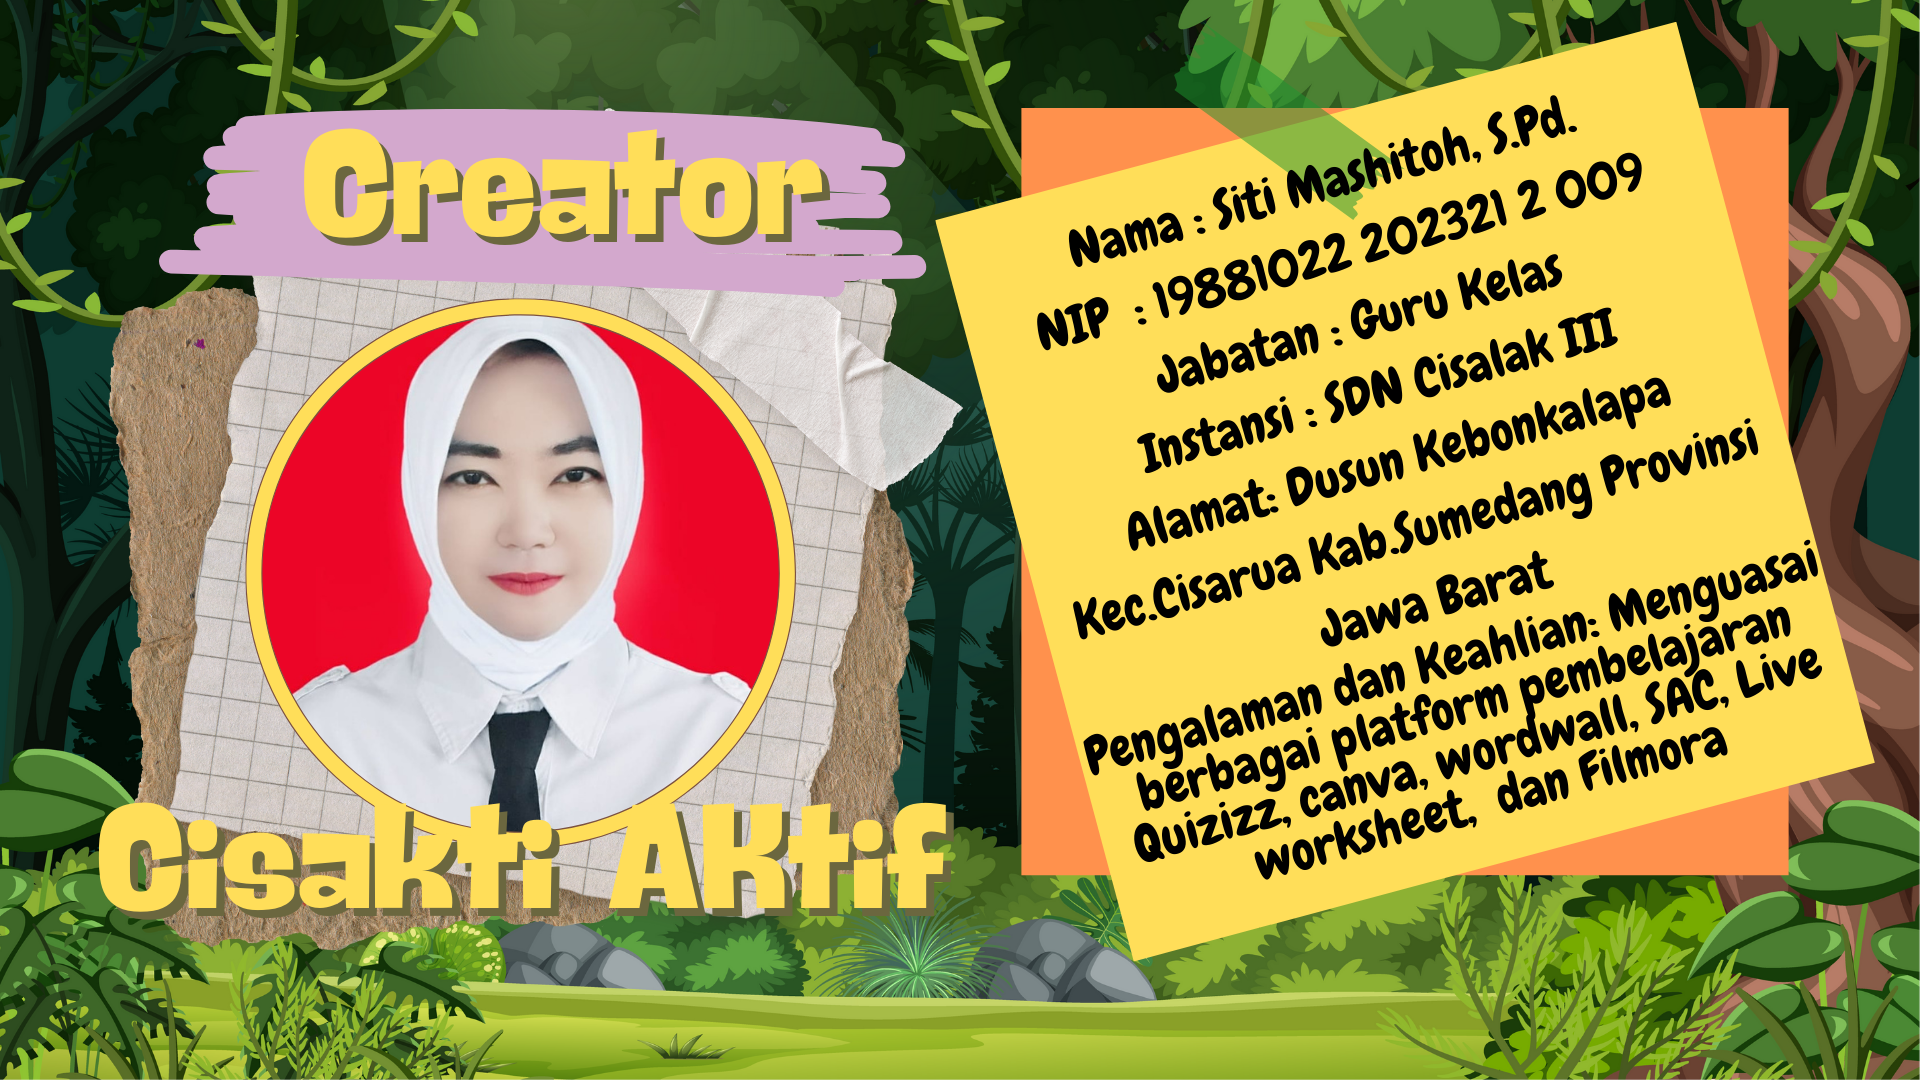 Creator
Cisakti Aktif
Nama : Siti Mashitoh, S.Pd.
NIP : 19881022 202321 2 009
Jabatan : Guru Kelas
Instansi : SDN Cisalak III
Alamat: Dusun Kebonkalapa
Kec.Cisarua Kab.Sumedang Provinsi
Jawa Barat
Pengalaman dan Keahlian: Menguasai
berbagai platform pembelajaran
Quizizz, canva, wordwall, SAC, Live
worksheet, dan Filmora